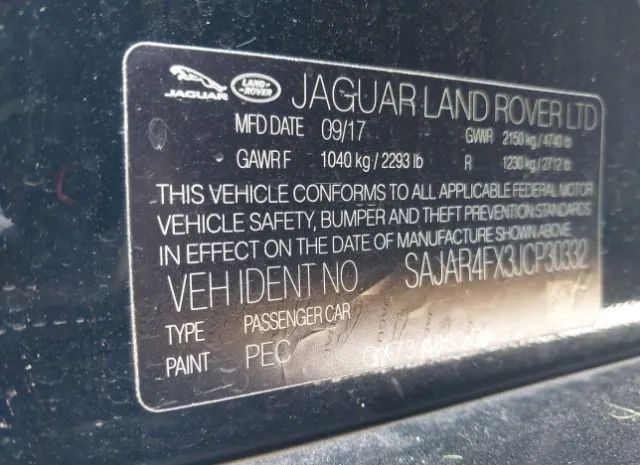 JAGUAR LAND-ROVER JAGUAR LAND ROVER LTD
MFD DATE 09/17 GVWR 2150 kg / 4740 lb
GAWR F 1040 kg / 2293 lb R 1230 kg / 2712 lb
THIS VEHICLE CONFORMS TO ALL APPLICABLE FEDERAL MOTOR
VEHICLE SAFETY, BUMPER AND THEFT PREVENTION STANDARDS
IN EFFECT ON THE DATE OF MANUFACTURE SHOWN ABOVE.
VEH IDENT NO. SAJAR4FX3JCP30332
TYPE PASSENGER CAR
PAINT PEC